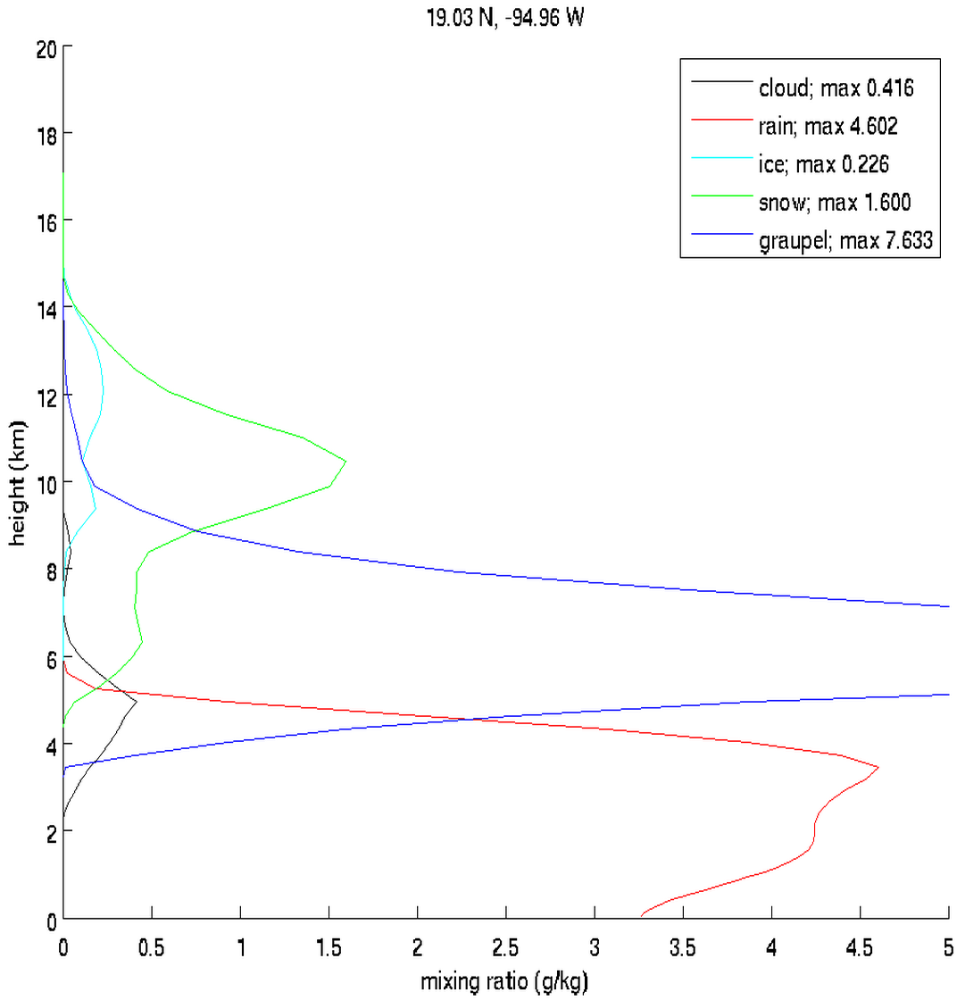 19.03 N, -94.96 W
cloud; max 0.416
rain; max 4.602
ice; max 0.226
snow; max 1.600
graupel; max 7.633
20
18
16
14
12
10
8
6
4
2
0
height (km)
0 0.5 1 1.5 2 2.5 3 3.5 4 4.5 5
mixing ratio (g/kg)